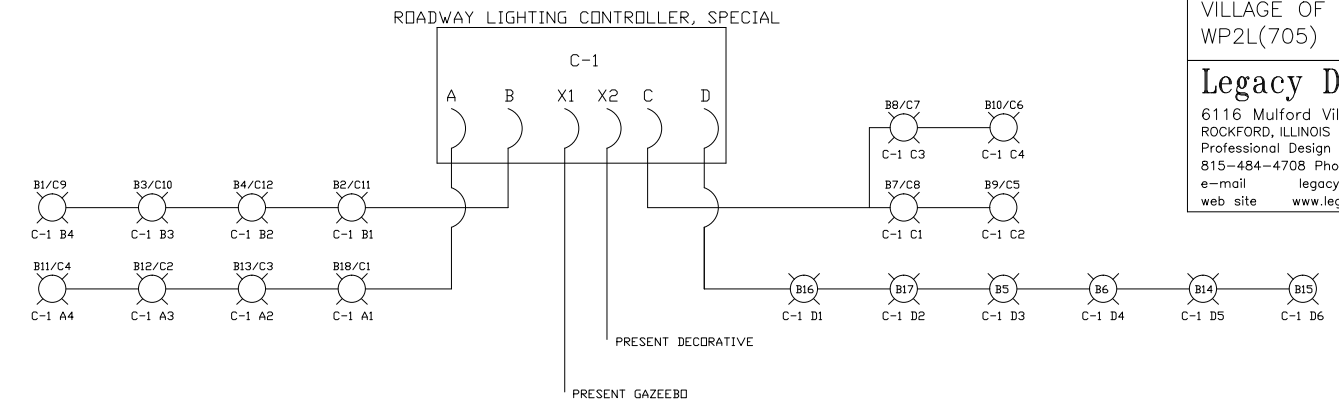 ROADWAY LIGHTING CONTROLLER, SPECIAL
C-1
A B X1 X2 C D
B8/C7 B10/C6
C-1 C3 C-1 C4
B1/C9 B3/C10 B4/C12 B2/C11
C-1 B4 C-1 B3 C-1 B2 C-1 B1
B7/C8 B9/C5
C-1 C1 C-1 C2
B11/C4 B12/C2 B13/C3 B18/C1
C-1 A4 C-1 A3 C-1 A2 C-1 A1
B16 B17 B5 B6 B14 B15
C-1 D1 C-1 D2 C-1 D3 C-1 D4 C-1 D5 C-1 D6
PRESENT DECORATIVE
PRESENT GAZEEBO
VILLAGE OF
WP2L(705)
Legacy D
6116 Mulford Vil
ROCKFORD, ILLINOIS
Professional Design
815-484-4708 Pho
e-mail legacy
web site www.leg